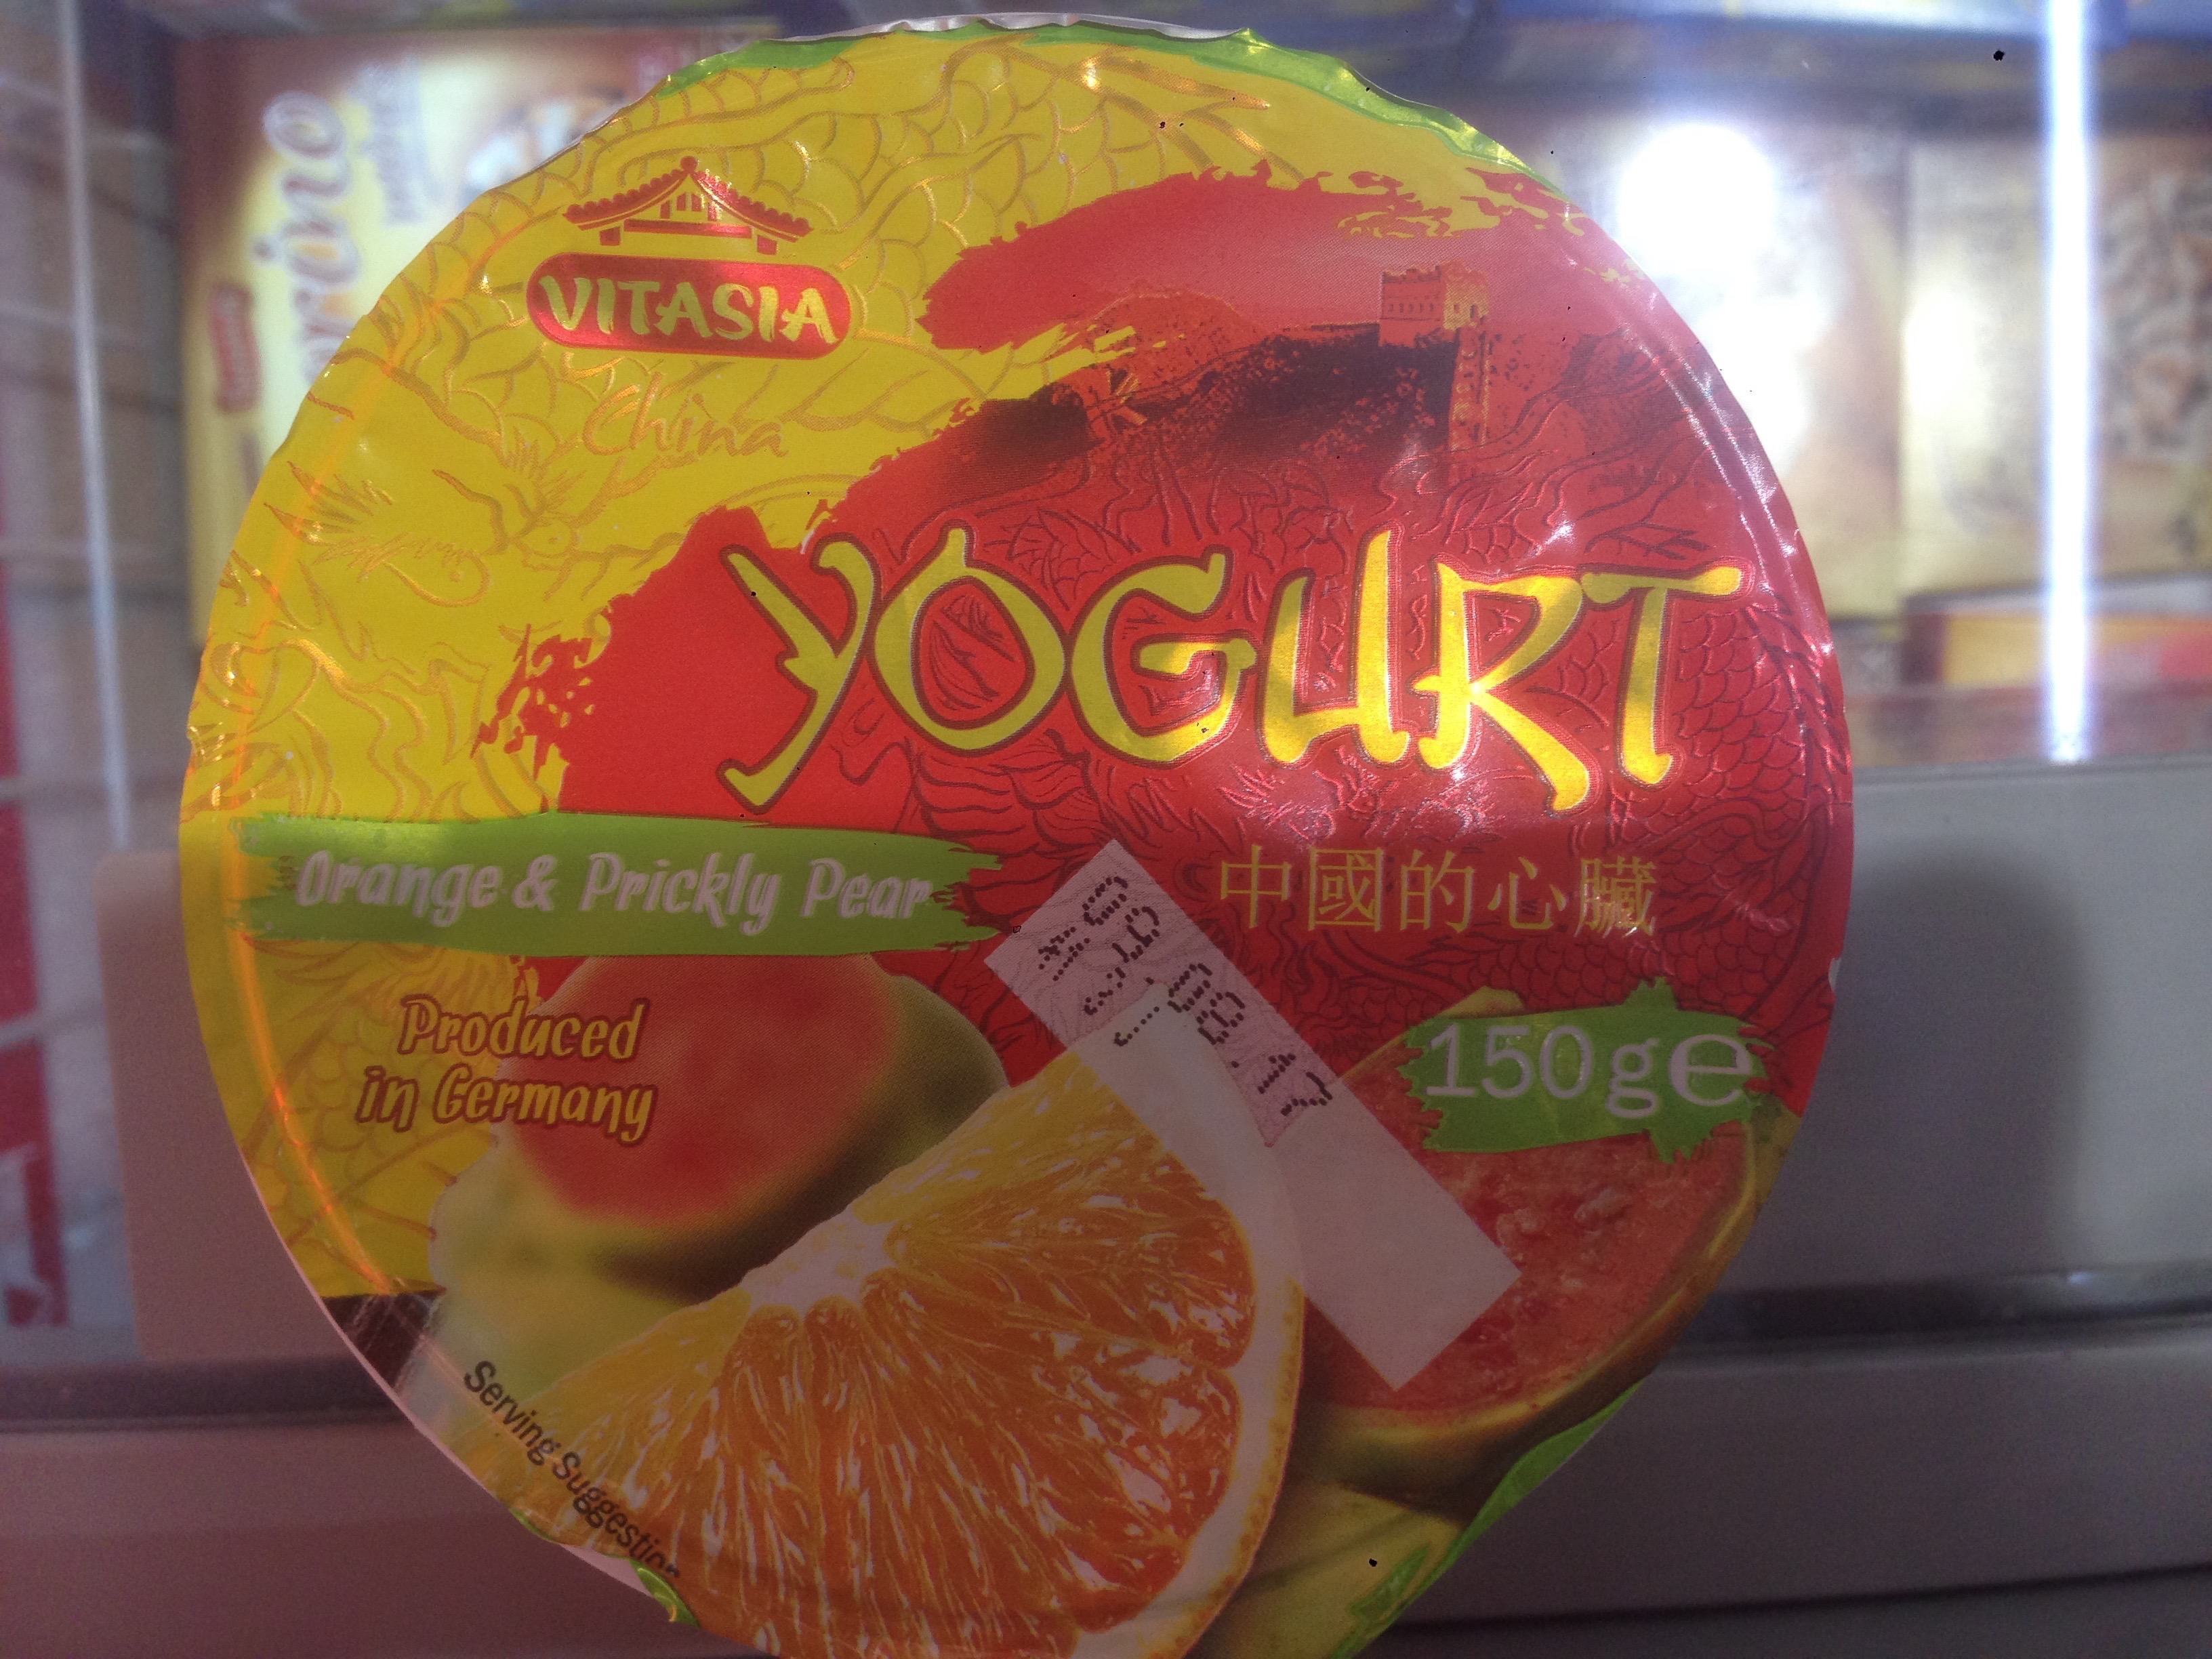 VITASIA
China
YOGURT
Orange & Prickly Pear
中國的心臟
Produced
in Germany
150g℮
Serving Suggestion